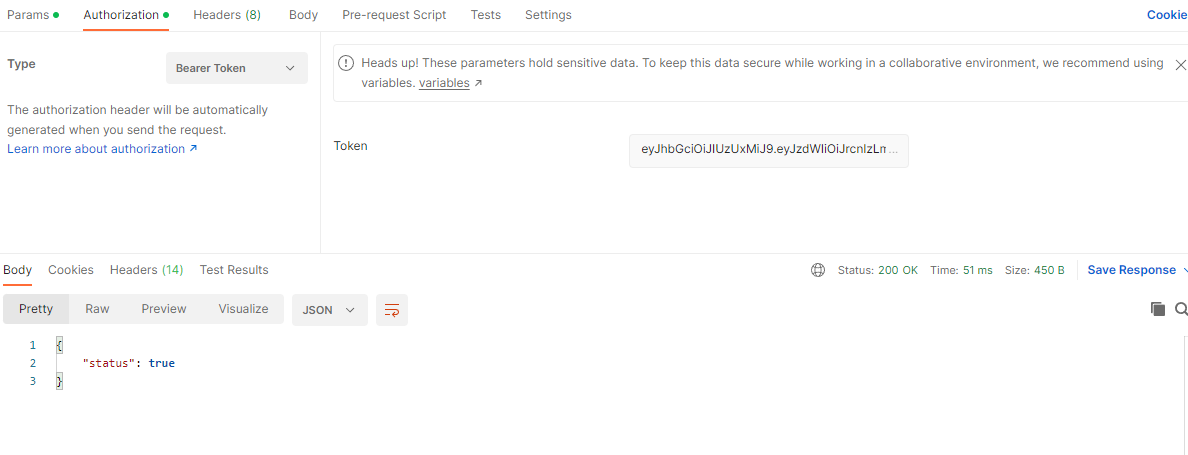 Params Authorization Headers (8) Body Pre-request Script Tests Settings Cookie
Type Bearer Token
The authorization header will be automatically
generated when you send the request.
Learn more about authorization ↗
Heads up! These parameters hold sensitive data. To keep this data secure while working in a collaborative environment, we recommend using
variables. variables ↗
Token
Body Cookies Headers (14) Test Results Status: 200 OK Time: 51 ms Size: 450 B Save Response
Pretty Raw Preview Visualize JSON
1 {
2 "status": true
3 }